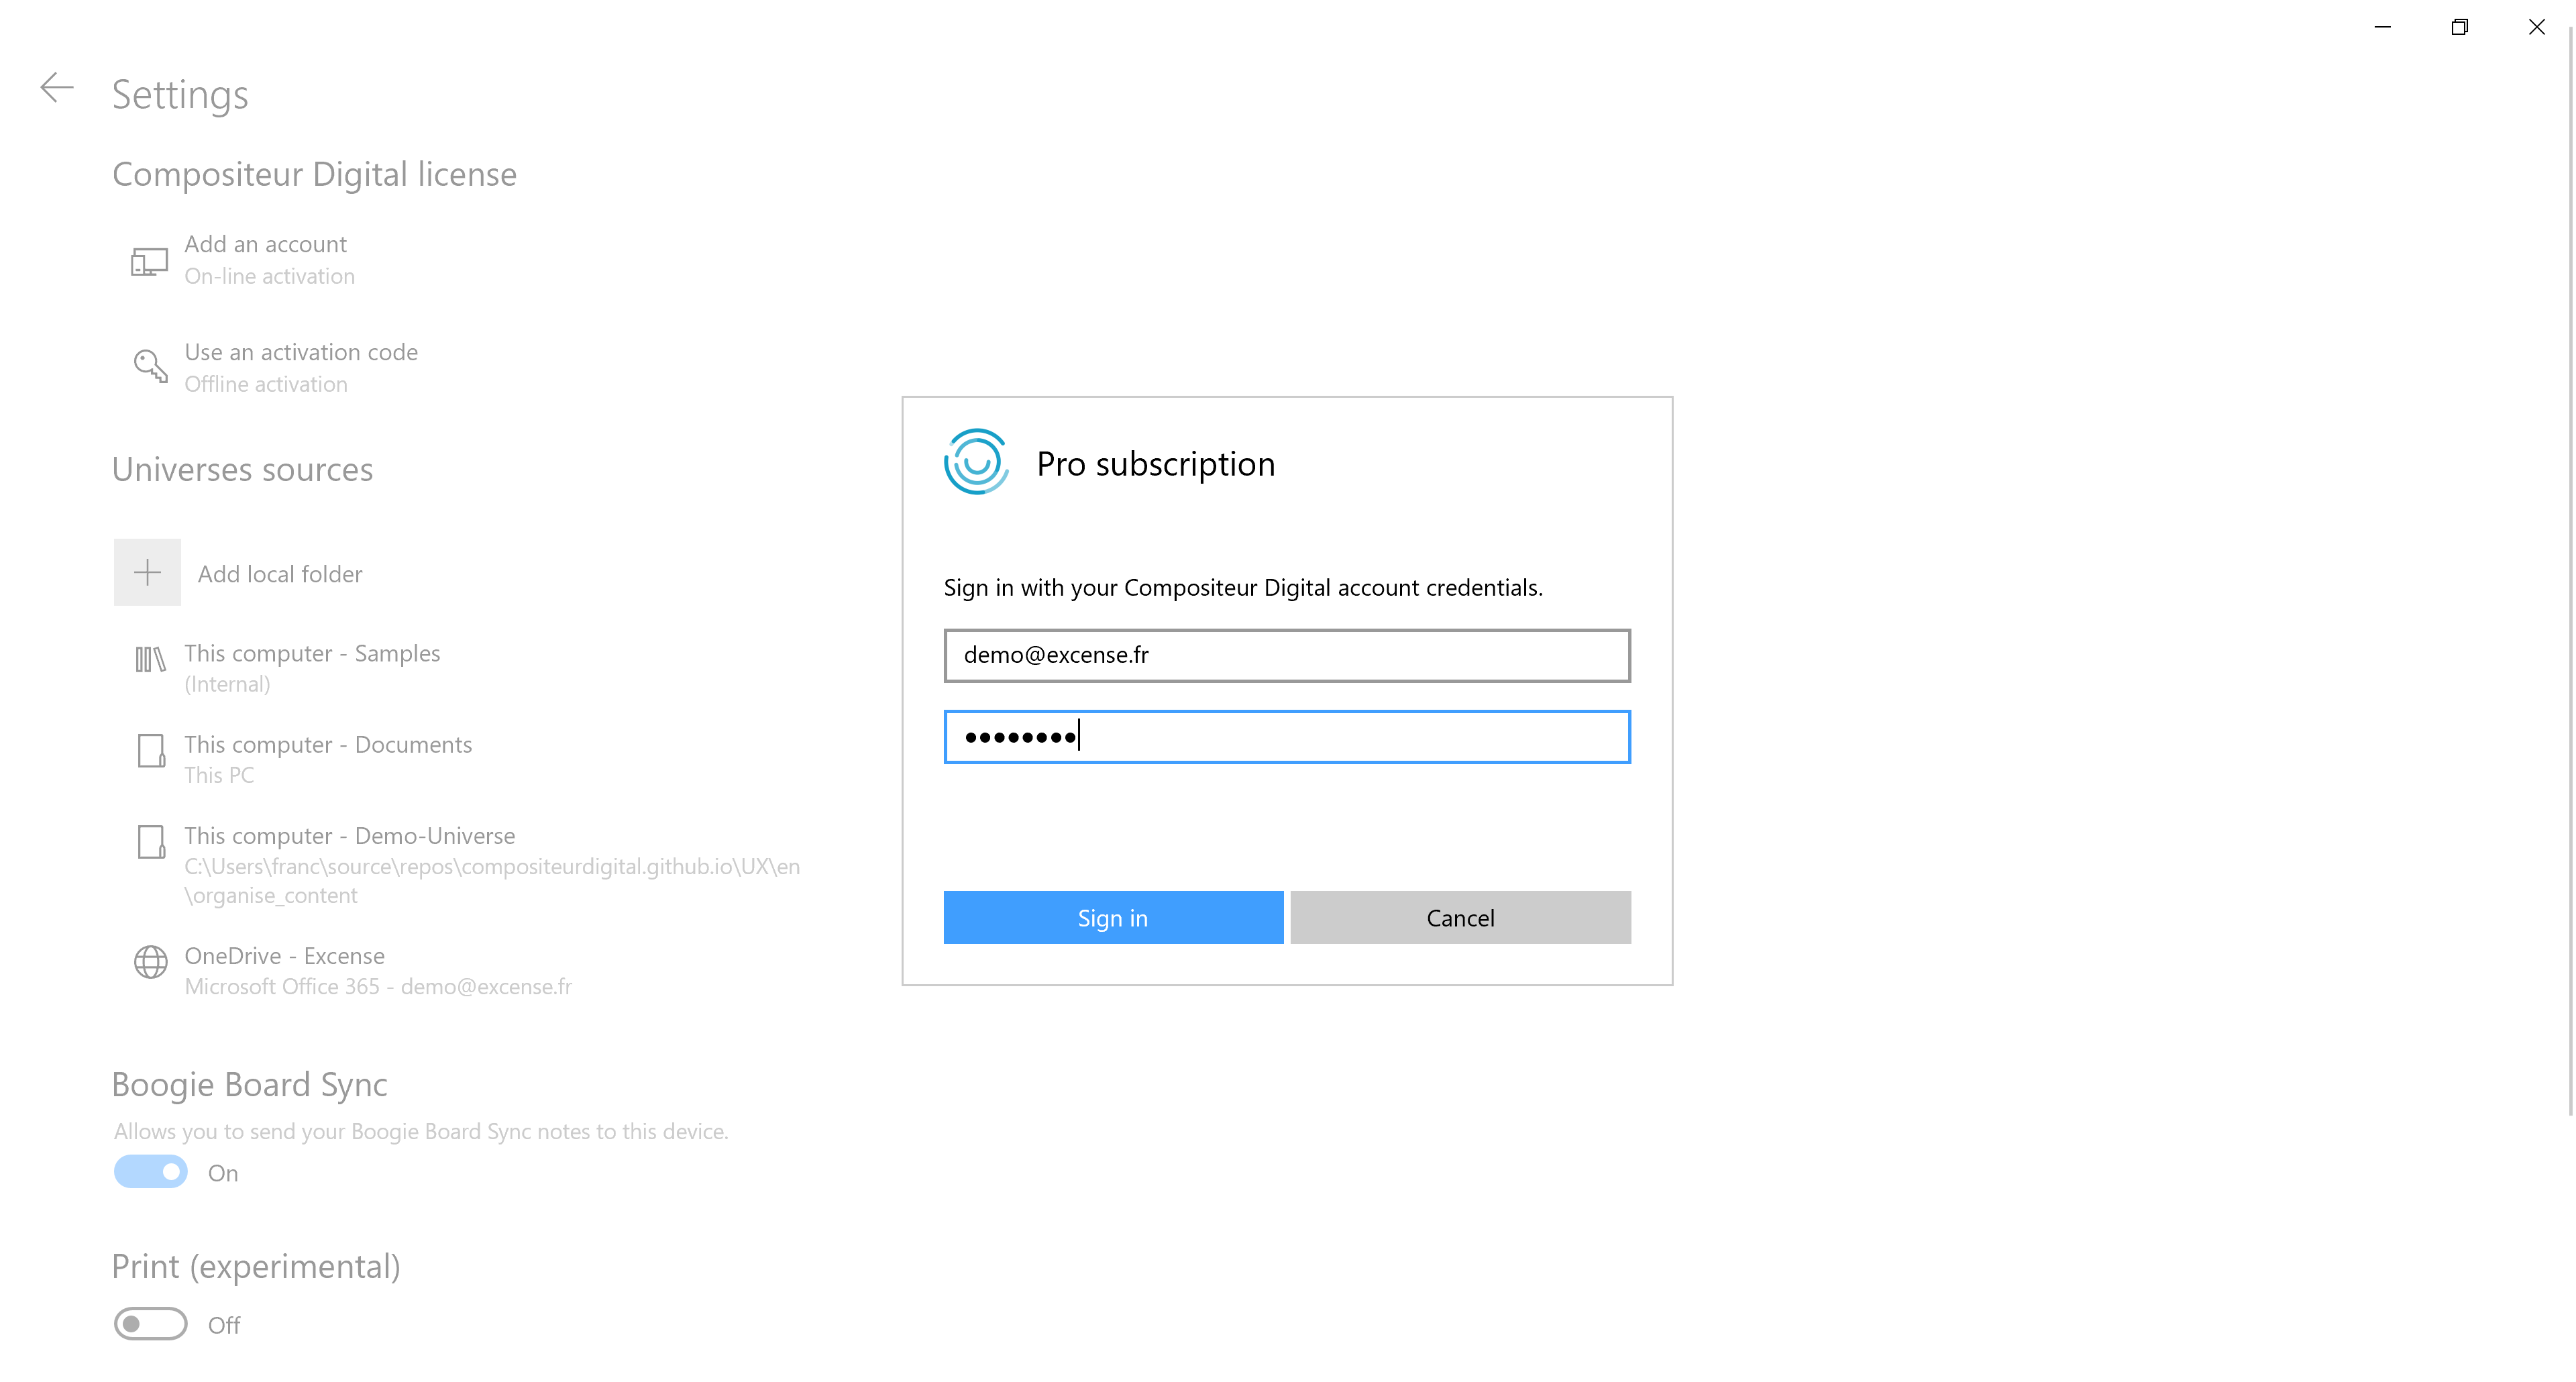 Settings
Compositeur Digital license
Add an account
On-line activation
Use an activation code
Offline activation
Universes sources
Add local folder
This computer - Samples
(Internal)
This computer - Documents
This PC
This computer - Demo-Universe
C:\Users\franc\source\repos\compositeurdigital.github.io\UX\en
\organise_content
OneDrive - Excense
Microsoft Office 365 - demo@excense.fr
Boogie Board Sync
Allows you to send your Boogie Board Sync notes to this device.
On
Print (experimental)
Off
Pro subscription
Sign in with your Compositeur Digital account credentials.
demo@excense.fr
••••••••
Sign in
Cancel